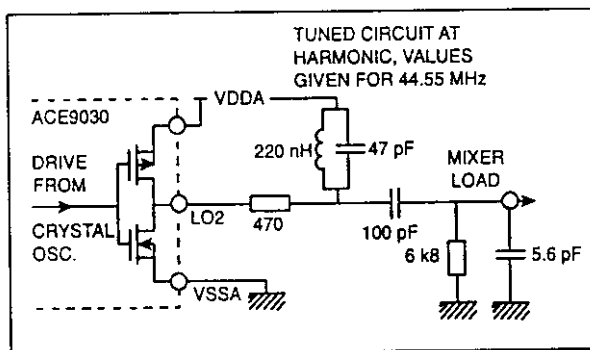 TUNED CIRCUIT AT
HARMONIC, VALUES
GIVEN FOR 44.55 MHz
VDDA
ACE9030
220 nH
47 pF
DRIVE
FROM
MIXER
LOAD
LO2
CRYSTAL
OSC.
470
100 pF
6 k8
5.6 pF
VSSA